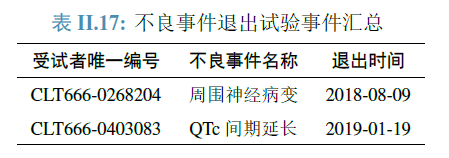 表 II.17: 不良事件退出试验事件汇总
受试者唯一编号 不良事件名称 退出时间
CLT666-0268204 周围神经病变 2018-08-09
CLT666-0403083 QTc 间期延长 2019-01-19